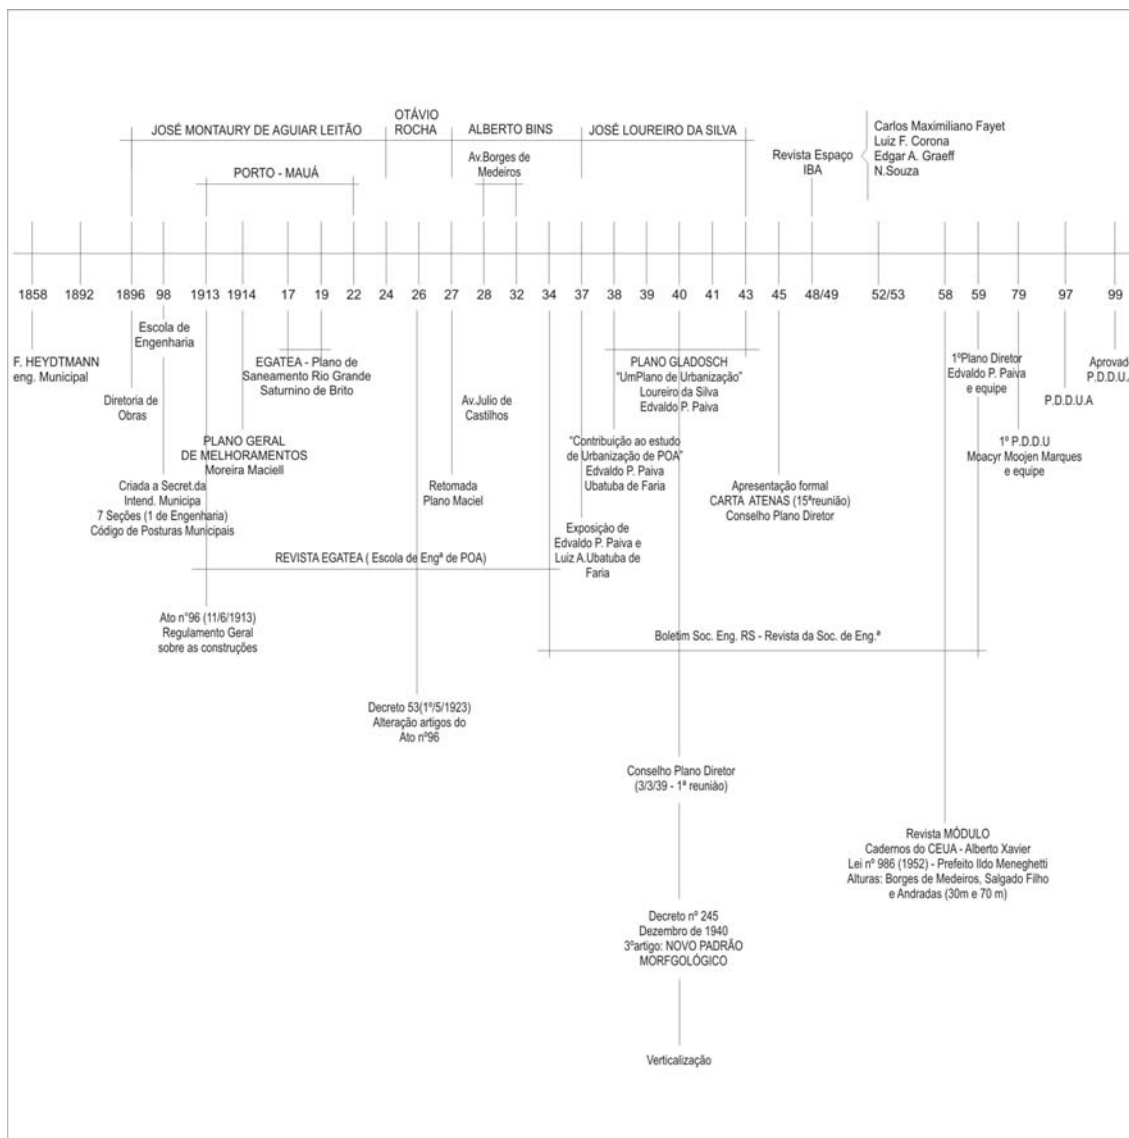 OTÁVIO
ROCHA
JOSÉ MONTAURY DE AGUIAR LEITÃO
ALBERTO BINS
JOSÉ LOUREIRO DA SILVA
Carlos Maximiliano Fayet
Luiz F. Corona
Edgar A. Graeff
N.Souza
Revista Espaço
IBA
Av.Borges de
Medeiros
PORTO - MAUÁ
1858 1892 1896 98 1913 1914 17 19 22 24 26 27 28 32 34 37 38 39 40 41 43 45 48/49 52/53 58 59 79 97 99
Escola de
Engenharia
F. HEYDTMANN
eng. Municipal
EGATEA - Plano de
Saneamento Rio Grande
Saturnino de Brito
PLANO GLADOSCH
"UmPlano de Urbanização"
Loureiro da Silva
Edvaldo P. Paiva
1ºPlano Diretor
Edvaldo P. Paiva
e equipe
Aprovado
P.D.D.U.A
Diretoria de
Obras
Av.Julio de
Castilhos
P.D.D.U.A
PLANO GERAL
DE MELHORAMENTOS
Moreira Maciell
"Contribuição ao estudo
de Urbanização de POA"
Edvaldo P. Paiva
Ubatuba de Faria
1º P.D.D.U
Moacyr Moojen Marques
e equipe
Criada a Secret.da
Intend. Municipa
7 Seções (1 de Engenharia)
Código de Posturas Municipais
Retomada
Plano Maciel
Apresentação formal
CARTA ATENAS (15ªreunião)
Conselho Plano Diretor
Exposição de
Edvaldo P. Paiva e
Luiz A.Ubatuba de
Faria
REVISTA EGATEA ( Escola de Engª de POA)
Ato n°96 (11/6/1913)
Regulamento Geral
sobre as construções
Boletim Soc. Eng. RS - Revista da Soc. de Eng.ª
Decreto 53(1º/5/1923)
Alteração artigos do
Ato nº96
Conselho Plano Diretor
(3/3/39 - 1ª reunião)
Revista MÓDULO
Cadernos do CEUA - Alberto Xavier
Lei nº 986 (1952) - Prefeito Ildo Meneghetti
Alturas: Borges de Medeiros, Salgado Filho
e Andradas (30m e 70 m)
Decreto nº 245
Dezembro de 1940
3ºartigo: NOVO PADRÃO
MORFGOLÓGICO
Verticalização